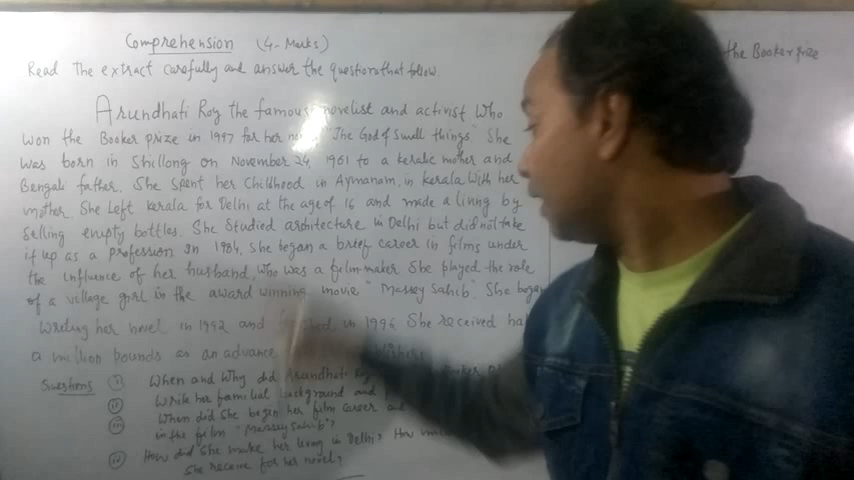 Comprehension (4-Marks)
the Booker prize
Read The extract carefully and answer the questions that follow.
Arundhati Roy the famous novelist and activist who
won the Booker prize in 1997 for her "The God of Small things" She
was born in Shillong on November 24, 1961 to a keralic mother and
Bengali father. She spent her childhood in Aymanam, in kerala with her
mother. She left kerala for Delhi at the age of 16 and made a living by
selling empty bottles. She studied architecture in Delhi but did not take
it up as a profession In 1984, She began a brief career in films under
the influence of her husband, who was a film-maker She played the role
of a village girl in the award winning movie "Massey Sahib". She began
Writing her novel in 1992 and in 1996 She received
a million pounds as an advance
Questions (i) When and Why did Arundhati
(ii) Write her familial background and
(iii) When did She began her film career and
in the film "Massey Sahib"?
How did She make her living in Delhi? How
She receive for her novel?